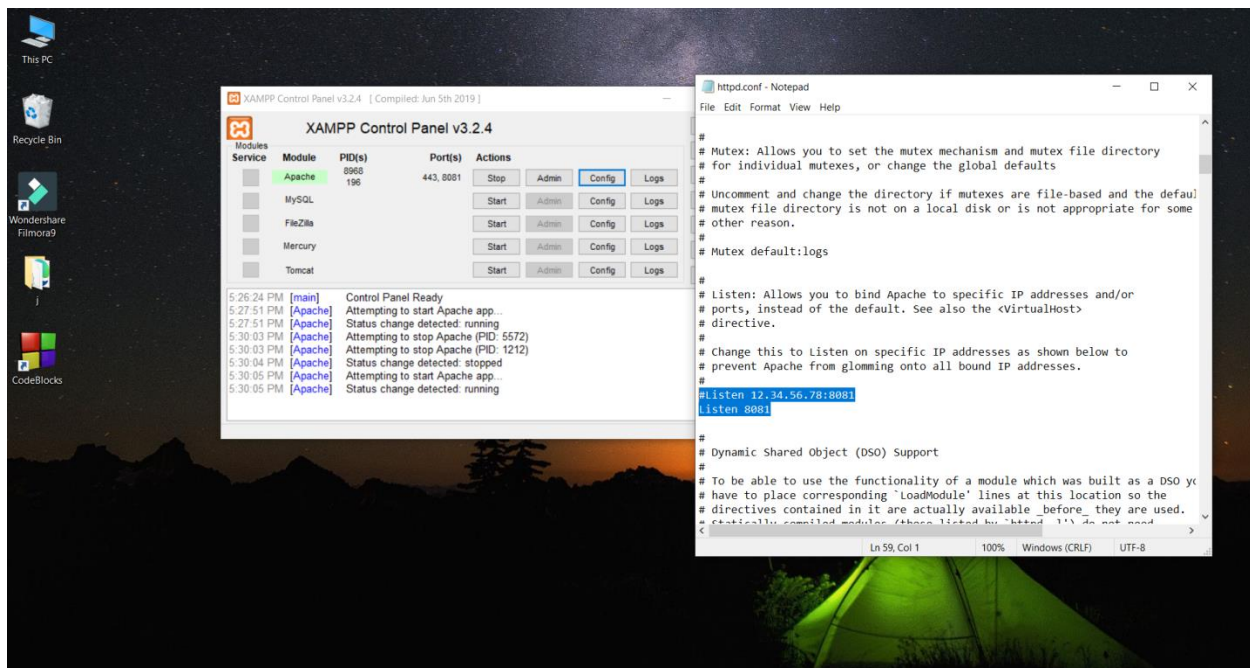 This PC
Recycle Bin
Wondershare
Filmora9
j
CodeBlocks
XAMPP Control Panel v3.2.4 [ Compiled: Jun 5th 2019 ]
XAMPP Control Panel v3.2.4
Modules
Service Module PID(s) Port(s) Actions
Apache 8968 196 443, 8081 Stop Admin Config Logs
MySQL Start Admin Config Logs
FileZilla Start Admin Config Logs
Mercury Start Admin Config Logs
Tomcat Start Admin Config Logs
5:26:24 PM [main] Control Panel Ready
5:27:51 PM [Apache] Attempting to start Apache app...
5:27:51 PM [Apache] Status change detected: running
5:30:03 PM [Apache] Attempting to stop Apache (PID: 5572)
5:30:03 PM [Apache] Attempting to stop Apache (PID: 1212)
5:30:04 PM [Apache] Status change detected: stopped
5:30:05 PM [Apache] Attempting to start Apache app...
5:30:05 PM [Apache] Status change detected: running
httpd.conf - Notepad
File Edit Format View Help
#
# Mutex: Allows you to set the mutex mechanism and mutex file directory
# for individual mutexes, or change the global defaults
#
# Uncomment and change the directory if mutexes are file-based and the defaul
# mutex file directory is not on a local disk or is not appropriate for some
# other reason.
#
# Mutex default:logs
#
# Listen: Allows you to bind Apache to specific IP addresses and/or
# ports, instead of the default. See also the <VirtualHost>
# directive.
#
# Change this to Listen on specific IP addresses as shown below to
# prevent Apache from glomming onto all bound IP addresses.
#
#Listen 12.34.56.78:8081
Listen 8081
#
# Dynamic Shared Object (DSO) Support
#
# To be able to use the functionality of a module which was built as a DSO yo
# have to place corresponding `LoadModule' lines at this location so the
# directives contained in it are actually available _before_ they are used.
# Statically compiled modules (those listed by `httpd -l') do not need
Ln 59, Col 1 100% Windows (CRLF) UTF-8